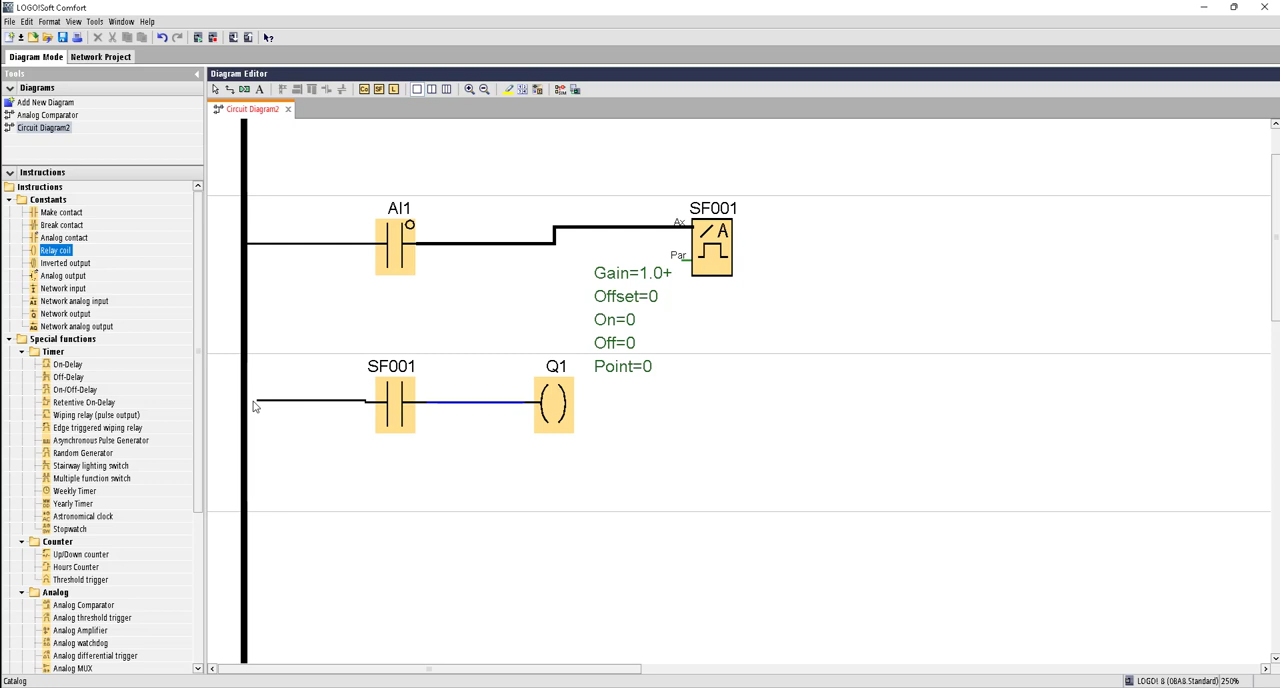 LOGO!Soft Comfort
File Edit Format View Tools Window Help
Diagram Mode Network Project
Tools
Diagrams
Add New Diagram
Analog Comparator
Circuit Diagram2
Instructions
Instructions
Constants
Make contact
Break contact
Analog contact
Relay coil
Inverted output
Analog output
Network input
Network analog input
Network output
Network analog output
Special functions
Timer
On-Delay
Off-Delay
On/Off-Delay
Retentive On-Delay
Wiping relay (pulse output)
Edge triggered wiping relay
Asynchronous Pulse Generator
Random Generator
Stairway lighting switch
Multiple function switch
Weekly Timer
Yearly Timer
Astronomical clock
Stopwatch
Counter
Up/Down counter
Hours Counter
Threshold trigger
Analog
Analog Comparator
Analog threshold trigger
Analog Amplifier
Analog watchdog
Analog differential trigger
Analog MUX
Catalog
Diagram Editor
A Co SF L
Circuit Diagram2
AI1 SF001
Ax
A
Par
Gain=1.0+
Offset=0
On=0
Off=0
Point=0
SF001 Q1
LOGO! 8 (0BA8.Standard) 250%